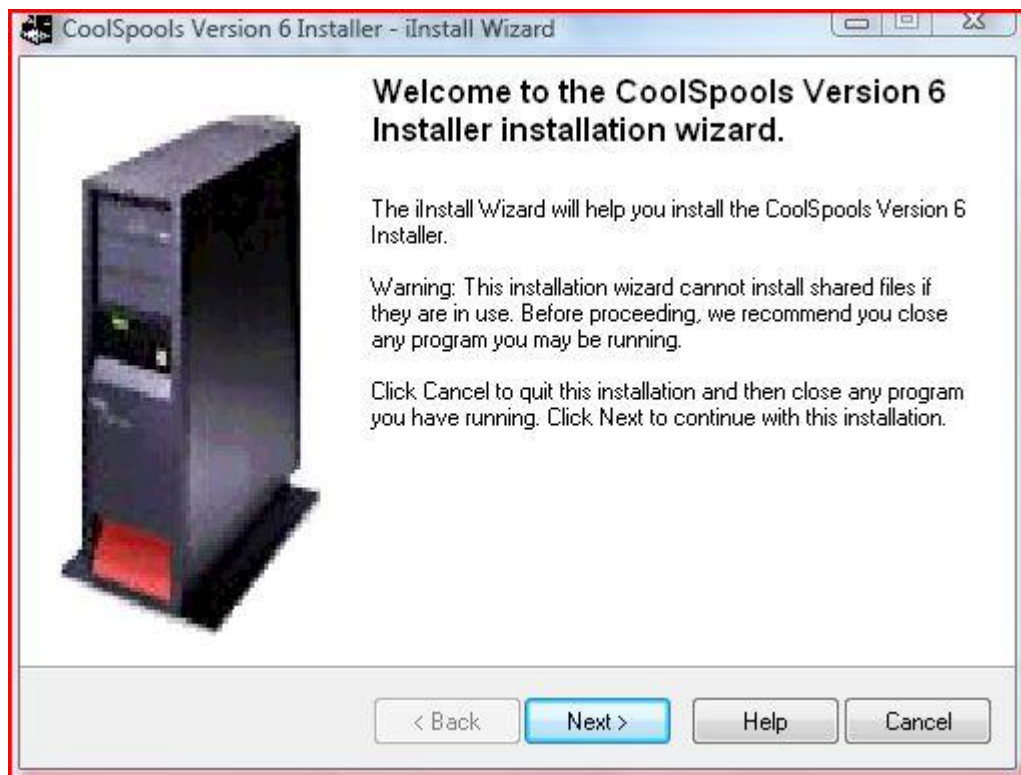 CoolSpools Version 6 Installer - iInstall Wizard
Welcome to the CoolSpools Version 6
Installer installation wizard.
The iInstall Wizard will help you install the CoolSpools Version 6
Installer.
Warning: This installation wizard cannot install shared files if
they are in use. Before proceeding, we recommend you close
any program you may be running.
Click Cancel to quit this installation and then close any program
you have running. Click Next to continue with this installation.
< Back Next > Help Cancel